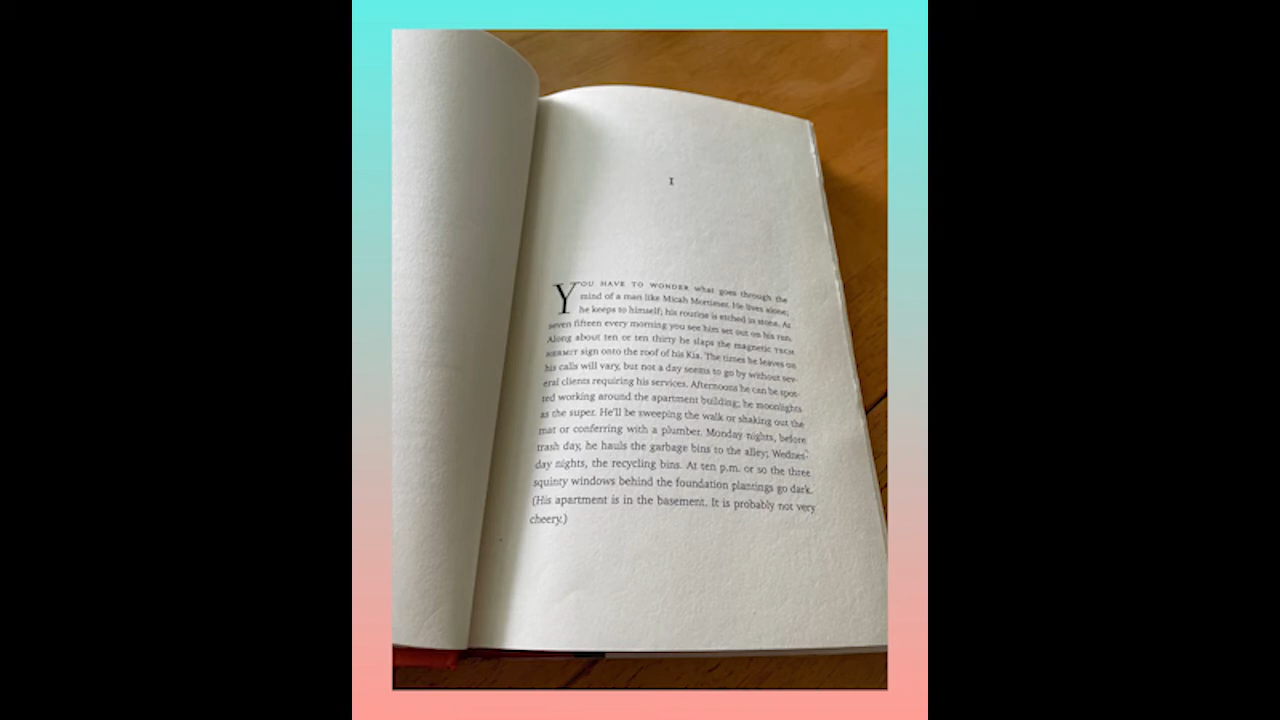 1
YOU HAVE TO WONDER what goes through the
mind of a man like Micah Mortimer. He lives alone;
he keeps to himself; his routine is etched in stone. At
seven fifteen every morning you see him set out on his run.
Along about ten or ten thirty he slaps the magnetic TECH
HERMIT sign onto the roof of his Kia. The times he leaves on
his calls will vary, but not a day seems to go by without sev-
eral clients requiring his services. Afternoons he can be spot-
ted working around the apartment building; he moonlights
as the super. He'll be sweeping the walk or shaking out the
mat or conferring with a plumber. Monday nights, before
trash day, he hauls the garbage bins to the alley; Wednes-
day nights, the recycling bins. At ten p.m. or so the three
squinty windows behind the foundation plantings go dark.
(His apartment is in the basement. It is probably not very
cheery.)